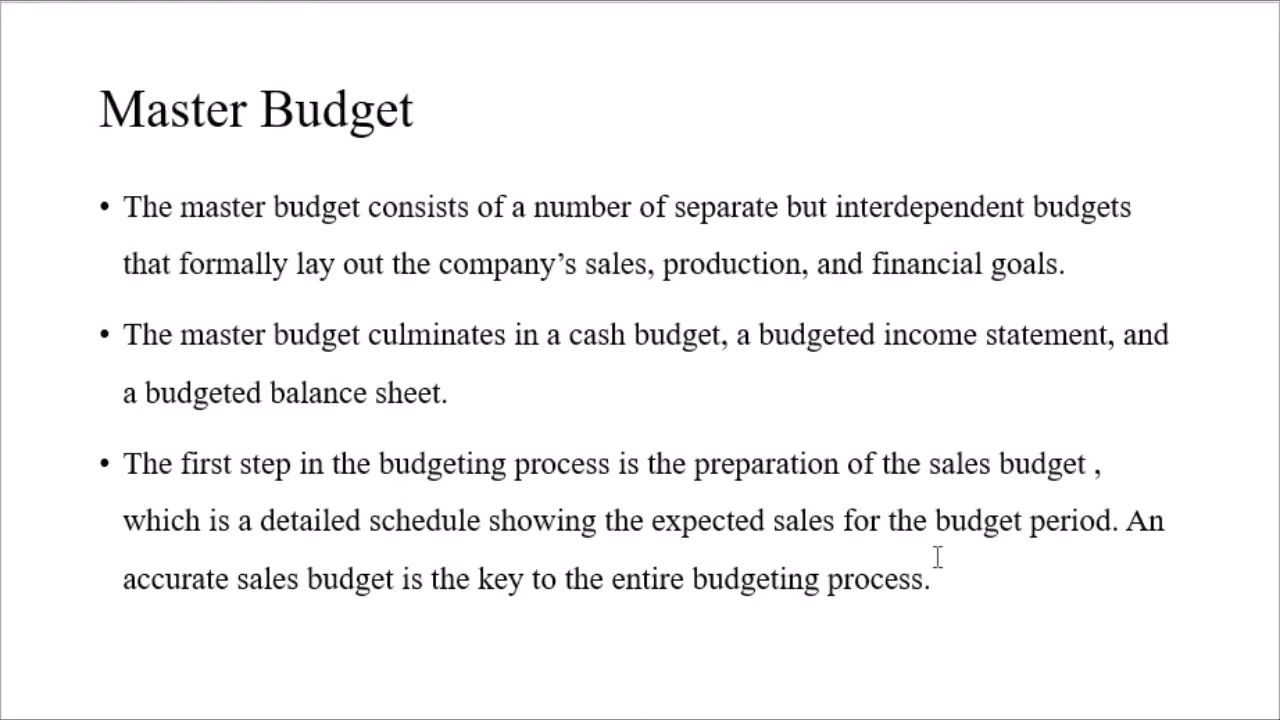 Master Budget
• The master budget consists of a number of separate but interdependent budgets
that formally lay out the company’s sales, production, and financial goals.
• The master budget culminates in a cash budget, a budgeted income statement, and
a budgeted balance sheet.
• The first step in the budgeting process is the preparation of the sales budget ,
which is a detailed schedule showing the expected sales for the budget period. An
accurate sales budget is the key to the entire budgeting process.